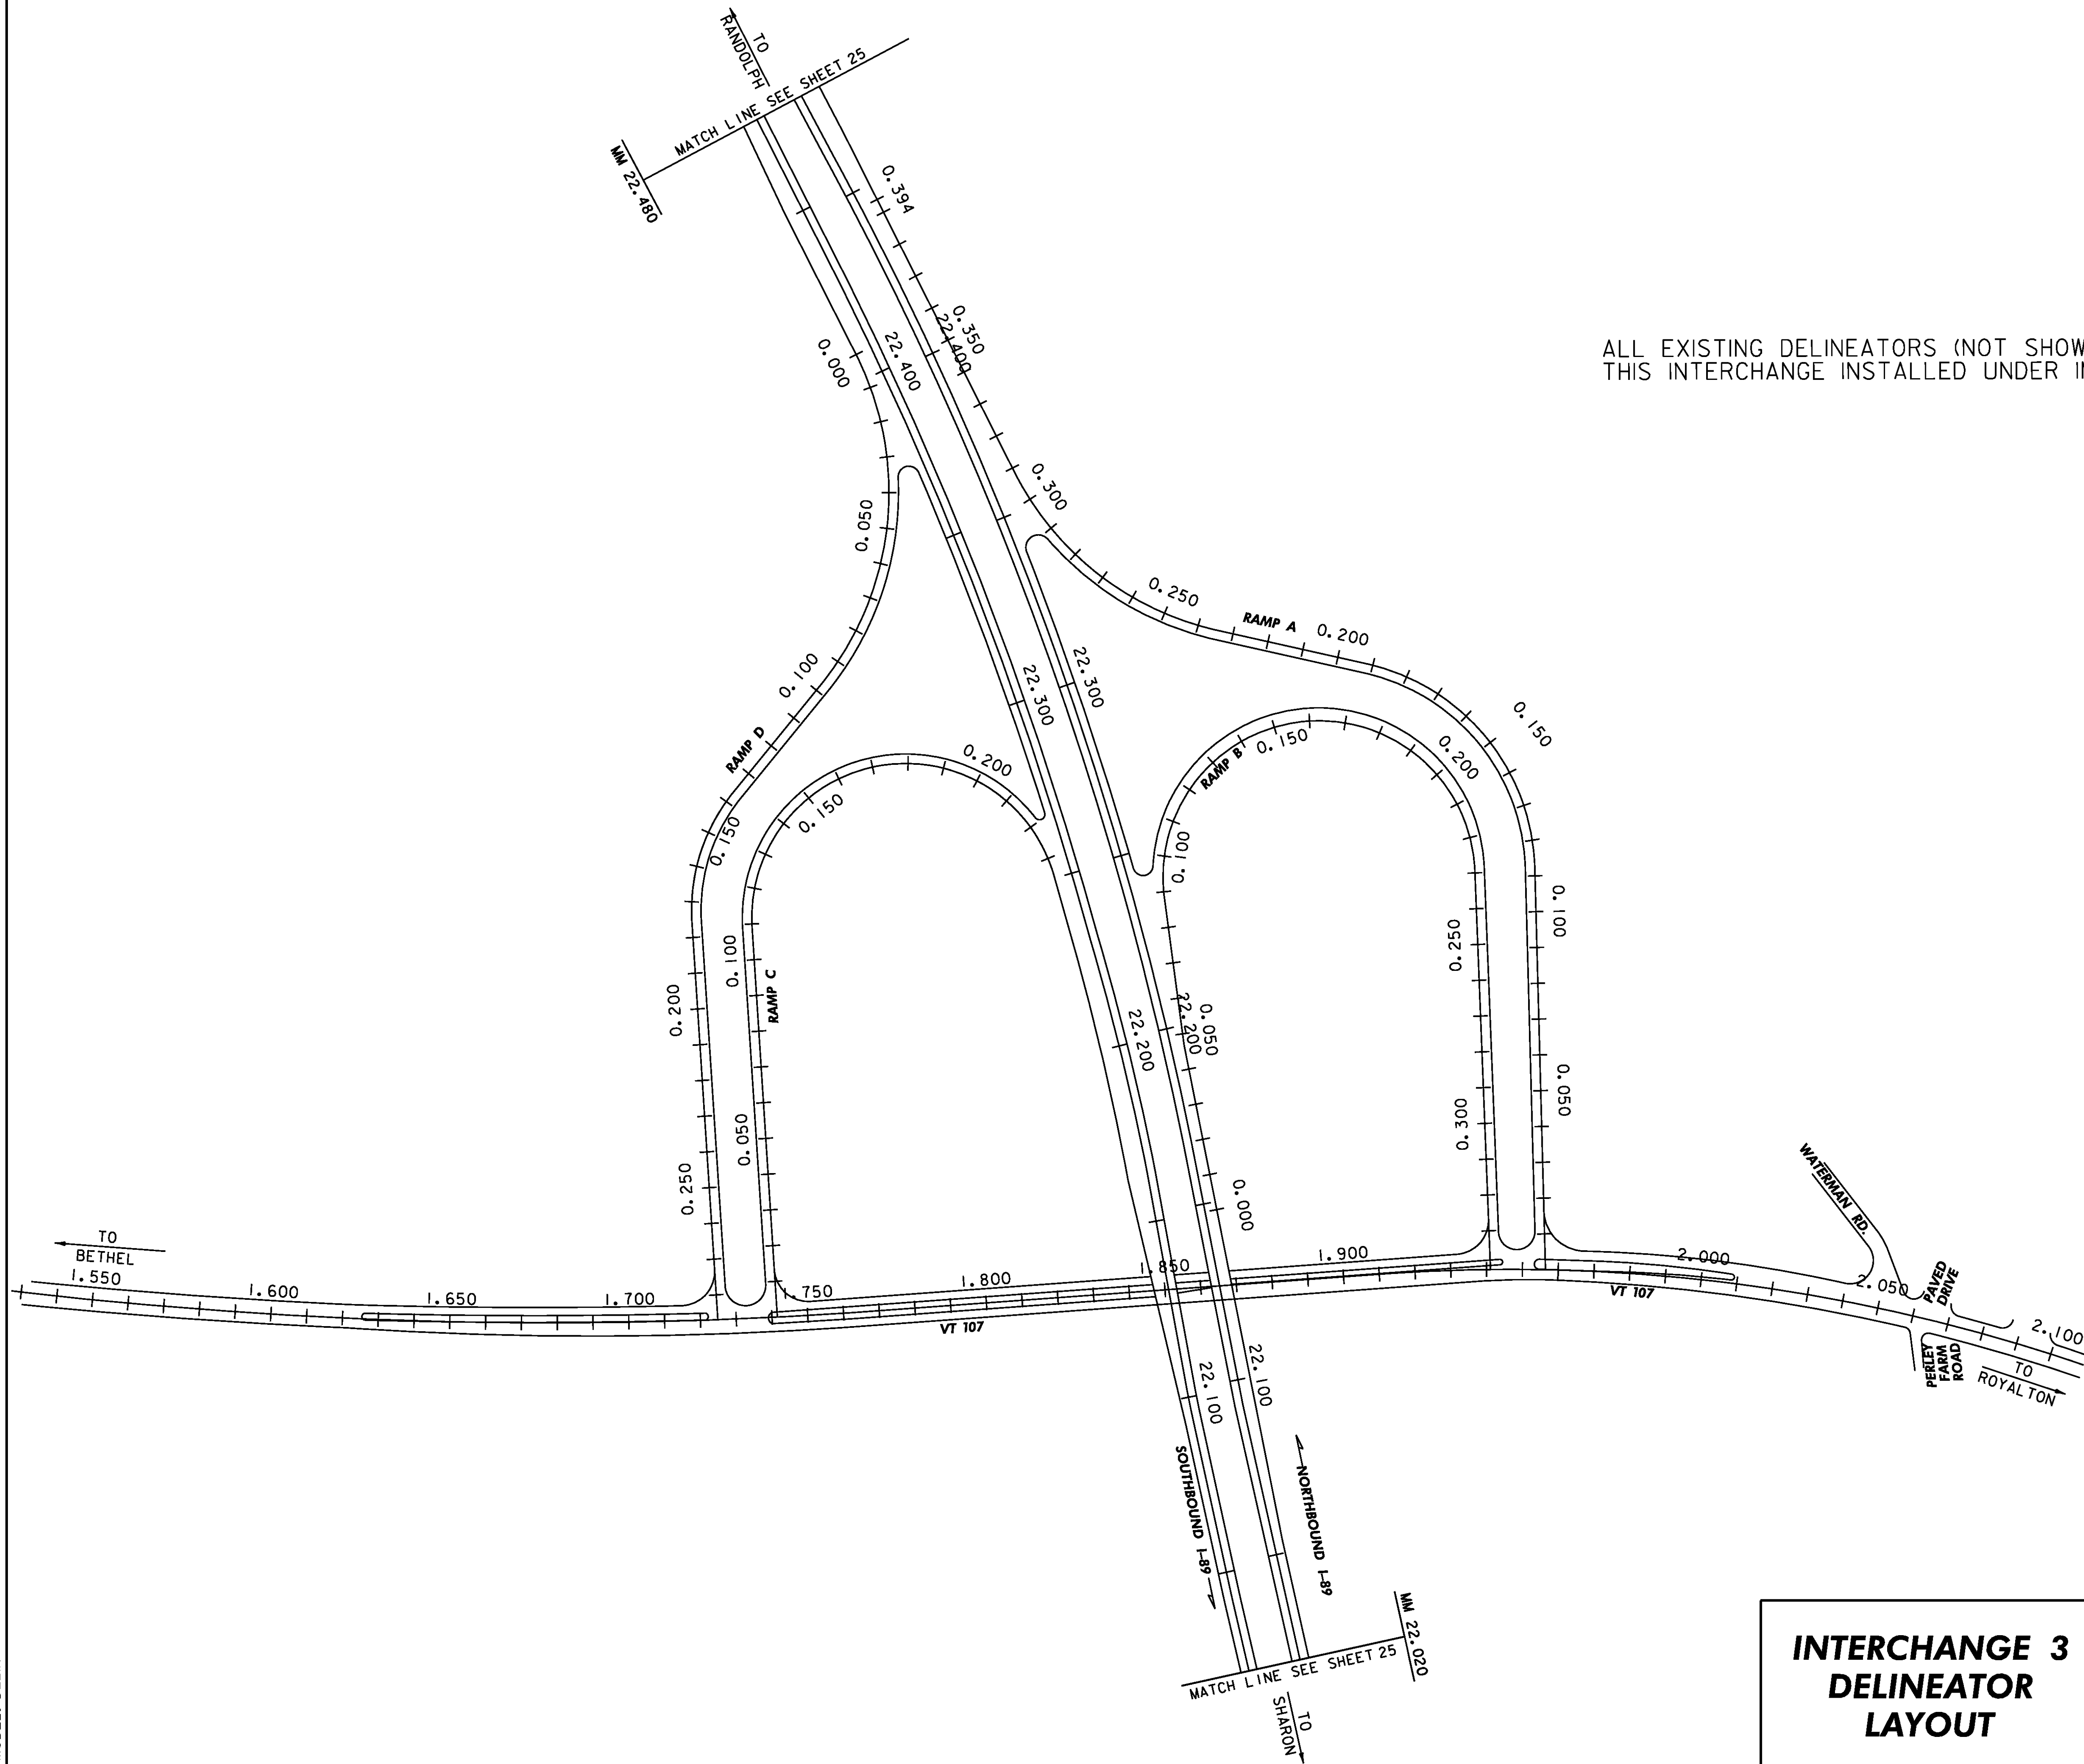 TO
RANDOLPH
MATCH LINE SEE SHEET 25
MM 22.480
0.394
0.350
22.400
22.400
0.000
ALL EXISTING DELINEATORS (NOT SHOW
THIS INTERCHANGE INSTALLED UNDER
0.300
0.050
0.250
RAMP A
0.200
0.100
22.300
22.300
0.150
RAMP D
0.200
RAMP B
0.150
0.200
0.150
0.150
0.100
0.100
0.250
0.100
RAMP C
0.200
22.200
22.200
0.050
0.050
0.050
0.300
0.250
0.000
WATERMAN RD.
TO
BETHEL
1.550
1.600
1.650
1.700
1.750
1.800
1.850
1.900
2.000
2.050
PAVED
DRIVE
2.100
VT 107
VT 107
PERLEY
FARM
ROAD
TO
ROYALTON
22.100
22.100
SOUTHBOUND I-89
NORTHBOUND I-89
MM 22.020
MATCH LINE SEE SHEET 25
TO
SHARON
INTERCHANGE 3
DELINEATOR
LAYOUT